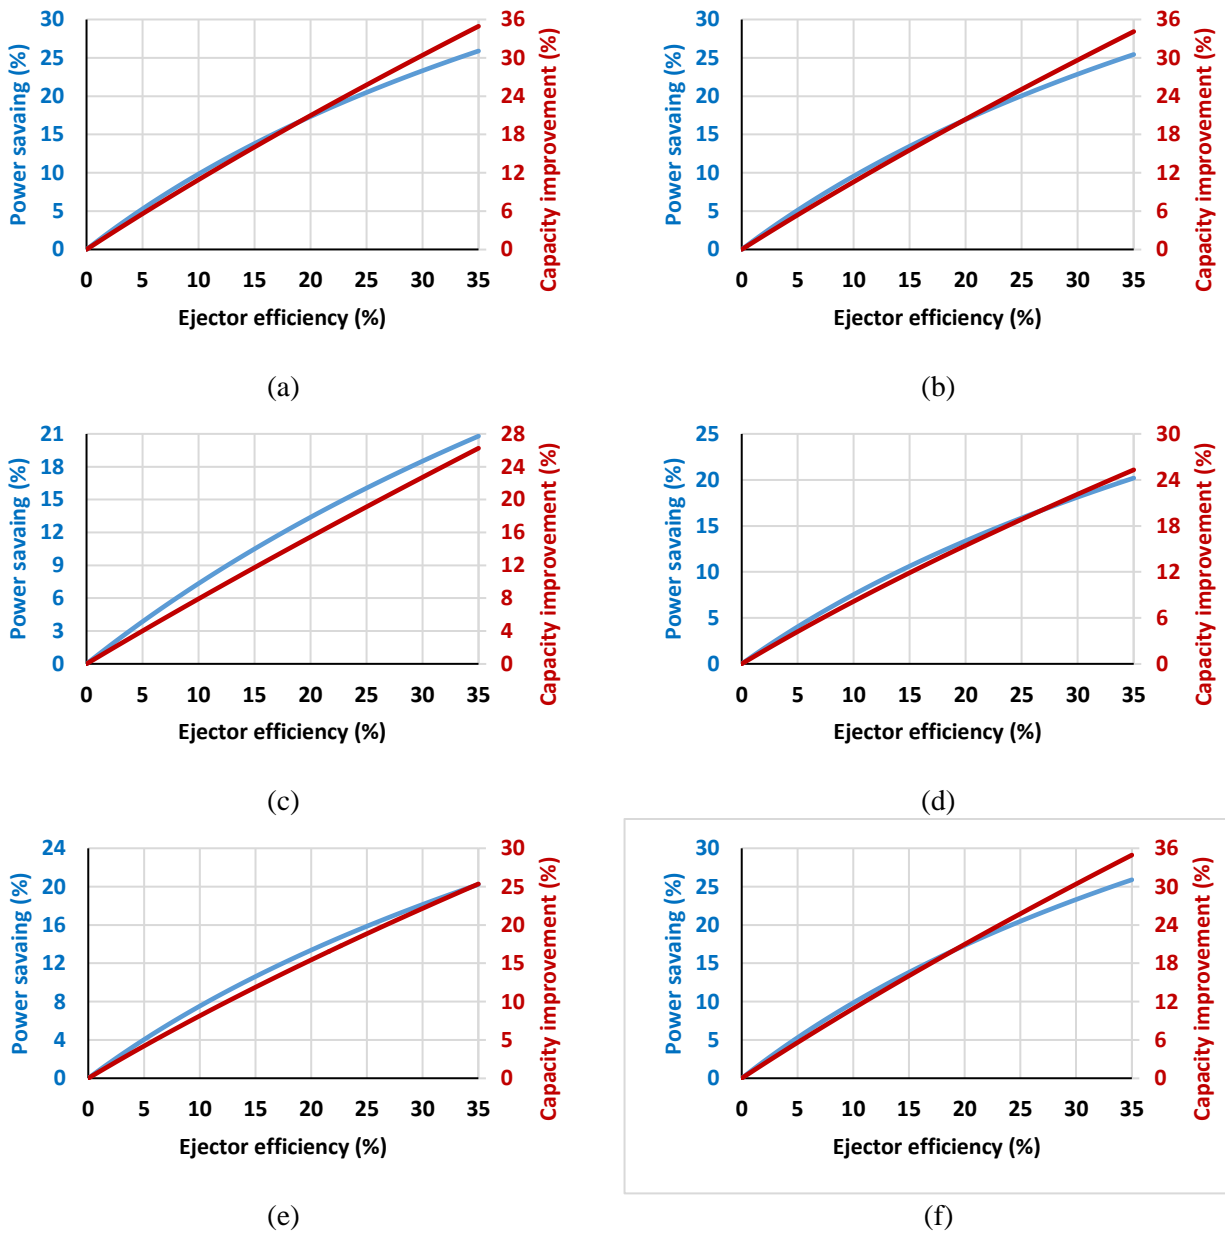 30
25
20
15
10
5
0
Power savaing (%)
36
30
24
18
12
6
0
Capacity improvement (%)
0 5 10 15 20 25 30 35
Ejector efficiency (%)
(a)
30
25
20
15
10
5
0
Power savaing (%)
36
30
24
18
12
6
0
Capacity improvement (%)
0 5 10 15 20 25 30 35
Ejector efficiency (%)
(b)
21
18
15
12
9
6
3
0
Power savaing (%)
28
24
20
16
12
8
4
0
Capacity improvement (%)
0 5 10 15 20 25 30 35
Ejector efficiency (%)
(c)
25
20
15
10
5
0
Power savaing (%)
30
24
18
12
6
0
Capacity improvement (%)
0 5 10 15 20 25 30 35
Ejector efficiency (%)
(d)
24
20
16
12
8
4
0
Power savaing (%)
30
25
20
15
10
5
0
Capacity improvement (%)
0 5 10 15 20 25 30 35
Ejector efficiency (%)
(e)
30
25
20
15
10
5
0
Power savaing (%)
36
30
24
18
12
6
0
Capacity improvement (%)
0 5 10 15 20 25 30 35
Ejector efficiency (%)
(f)